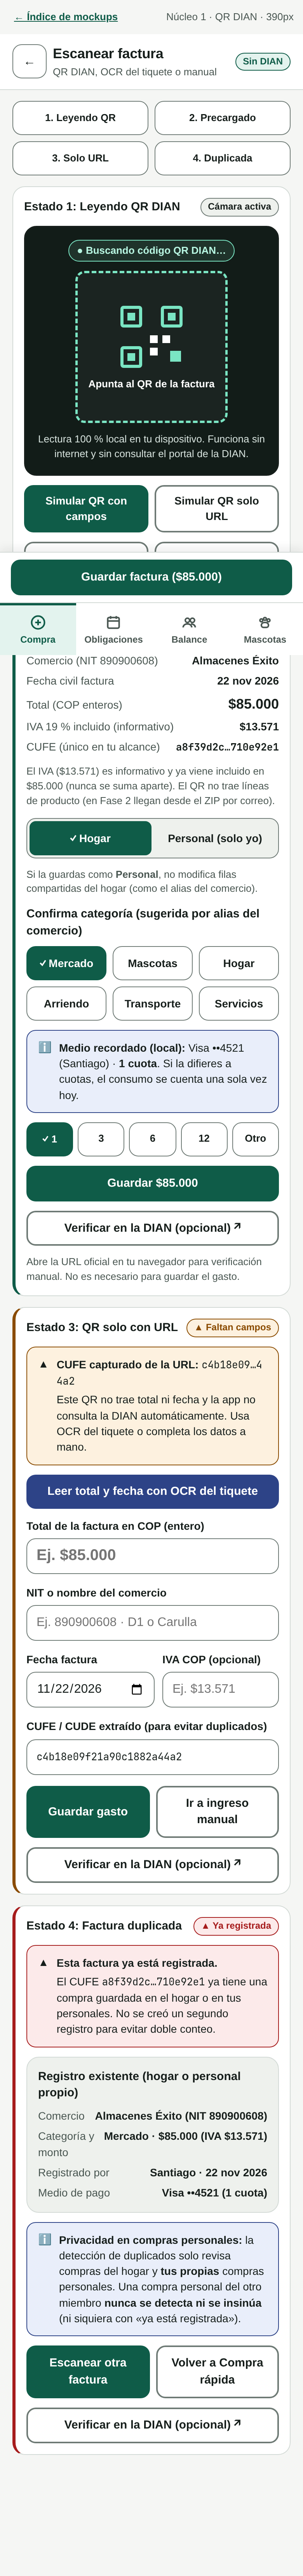 ← Índice de mockups
Núcleo 1 · QR DIAN · 390px
←
Escanear factura
QR DIAN, OCR del tiquete o manual
Sin DIAN
1. Leyendo QR
2. Precargado
3. Solo URL
4. Duplicada
Estado 1: Leyendo QR DIAN
Cámara activa
● Buscando código QR DIAN…
Apunta al QR de la factura
Lectura 100 % local en tu dispositivo. Funciona sin
internet y sin consultar el portal de la DIAN.
Simular QR con
campos
Simular QR solo
URL
Guardar factura ($85.000)
Compra
Obligaciones
Balance
Mascotas
Comercio (NIT 890900608)
Almacenes Éxito
Fecha civil factura
22 nov 2026
Total (COP enteros)
$85.000
IVA 19 % incluido (informativo)
$13.571
CUFE (único en tu alcance)
a8f39d2c…710e92e1
El IVA ($13.571) es informativo y ya viene incluido en
$85.000 (nunca se suma aparte). El QR no trae líneas
de producto (en Fase 2 llegan desde el ZIP por correo).
✓ Hogar
Personal (solo yo)
Si la guardas como Personal, no modifica filas
compartidas del hogar (como el alias del comercio).
Confirma categoría (sugerida por alias del
comercio)
✓ Mercado
Mascotas
Hogar
Arriendo
Transporte
Servicios
ℹ️ Medio recordado (local): Visa ••4521
(Santiago) · 1 cuota. Si la difieres a
cuotas, el consumo se cuenta una sola vez
hoy.
✓ 1
3
6
12
Otro
Guardar $85.000
Verificar en la DIAN (opcional) ↗
Abre la URL oficial en tu navegador para verificación
manual. No es necesario para guardar el gasto.
Estado 3: QR solo con URL
▲ Faltan campos
▲ CUFE capturado de la URL: c4b18e09…4
4a2
Este QR no trae total ni fecha y la app no
consulta la DIAN automáticamente. Usa
OCR del tiquete o completa los datos a
mano.
Leer total y fecha con OCR del tiquete
Total de la factura en COP (entero)
Ej. $85.000
NIT o nombre del comercio
Ej. 890900608 · D1 o Carulla
Fecha factura
IVA COP (opcional)
11/22/2026
Ej. $13.571
CUFE / CUDE extraído (para evitar duplicados)
c4b18e09f21a90c1882a44a2
Guardar gasto
Ir a ingreso
manual
Verificar en la DIAN (opcional) ↗
Estado 4: Factura duplicada
▲ Ya registrada
▲ Esta factura ya está registrada.
El CUFE a8f39d2c…710e92e1 ya tiene una
compra guardada en el hogar o en tus
personales. No se creó un segundo
registro para evitar doble conteo.
Registro existente (hogar o personal
propio)
Comercio
Almacenes Éxito (NIT 890900608)
Categoría y
monto
Mercado · $85.000 (IVA $13.571)
Registrado por
Santiago · 22 nov 2026
Medio de pago
Visa ••4521 (1 cuota)
ℹ️ Privacidad en compras personales: la
detección de duplicados solo revisa
compras del hogar y tus propias compras
personales. Una compra personal del otro
miembro nunca se detecta ni se insinúa
(ni siquiera con «ya está registrada»).
Escanear otra
factura
Volver a Compra
rápida
Verificar en la DIAN (opcional) ↗